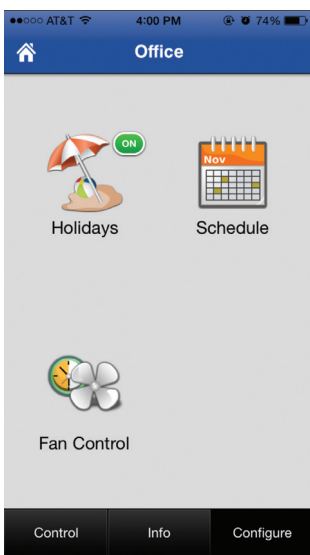 AT&T 4:00 PM 74%
Office
ON
Nov
Holidays Schedule
Fan Control
Control Info Configure